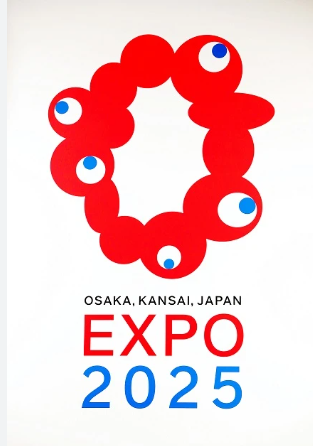 OSAKA, KANSAI, JAPAN
EXPO
2025